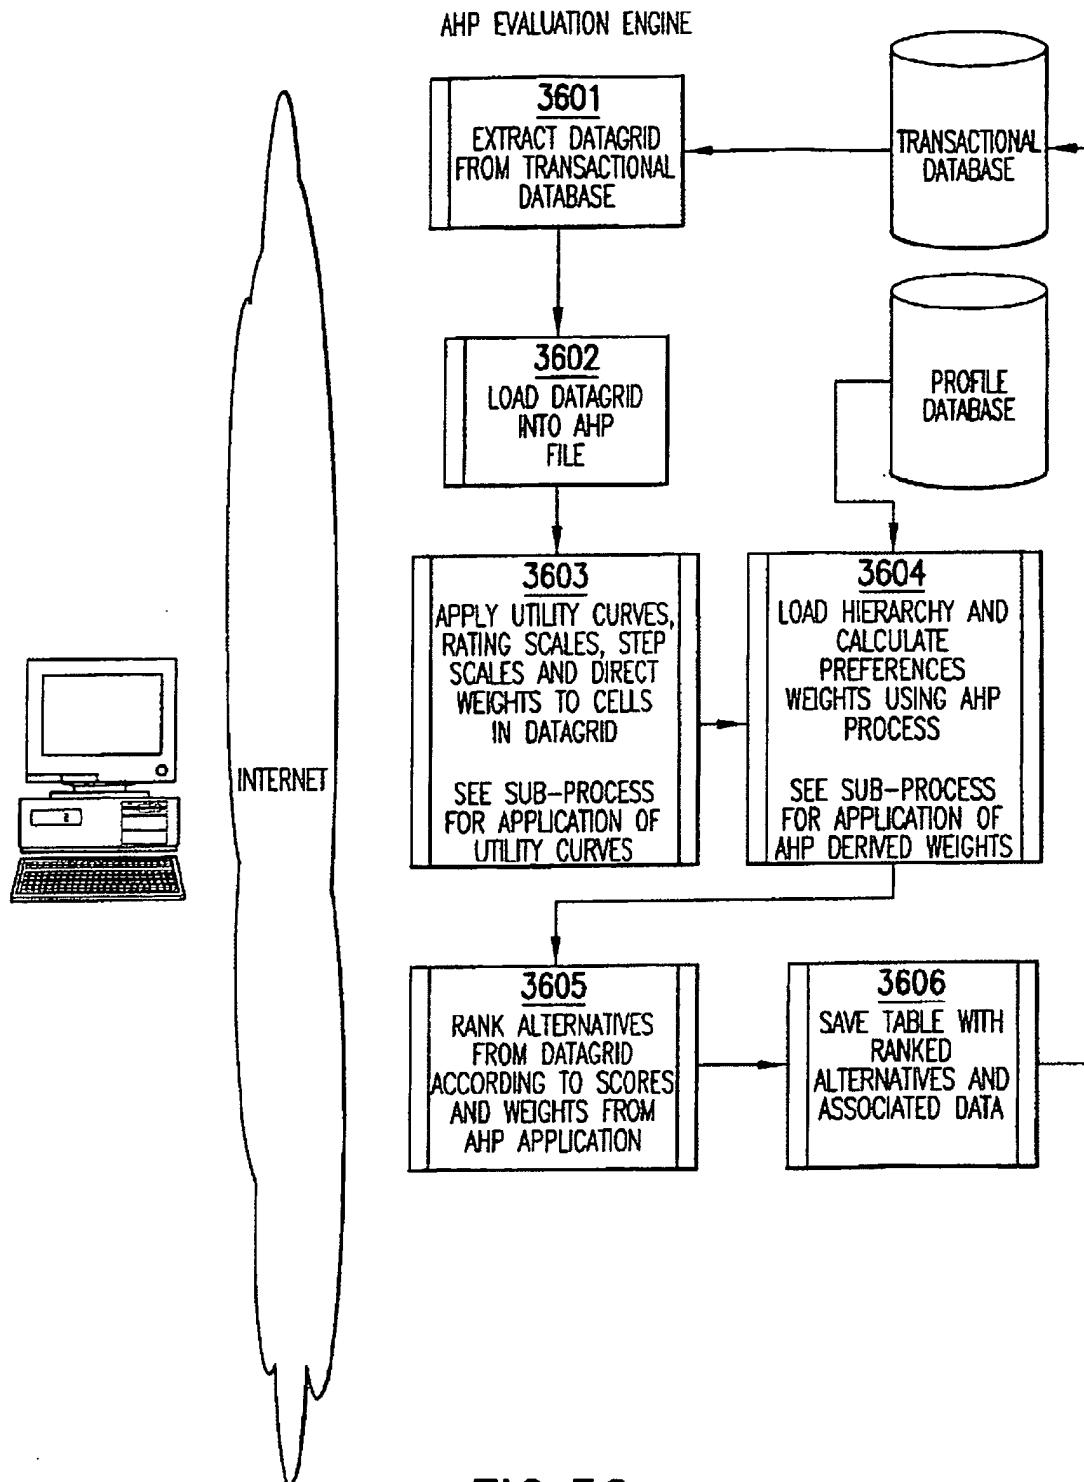 AHP EVALUATION ENGINE
3601
EXTRACT DATAGRID
FROM TRANSACTIONAL
DATABASE
TRANSACTIONAL
DATABASE
3602
LOAD DATAGRID
INTO AHP
FILE
PROFILE
DATABASE
3603
APPLY UTILITY CURVES,
RATING SCALES, STEP
SCALES AND DIRECT
WEIGHTS TO CELLS
IN DATAGRID
SEE SUB-PROCESS
FOR APPLICATION OF
UTILITY CURVES
3604
LOAD HIERARCHY AND
CALCULATE
PREFERENCES
WEIGHTS USING AHP
PROCESS
SEE SUB-PROCESS
FOR APPLICATION OF
AHP DERIVED WEIGHTS
INTERNET
3605
RANK ALTERNATIVES
FROM DATAGRID
ACCORDING TO SCORES
AND WEIGHTS FROM
AHP APPLICATION
3606
SAVE TABLE WITH
RANKED
ALTERNATIVES AND
ASSOCIATED DATA